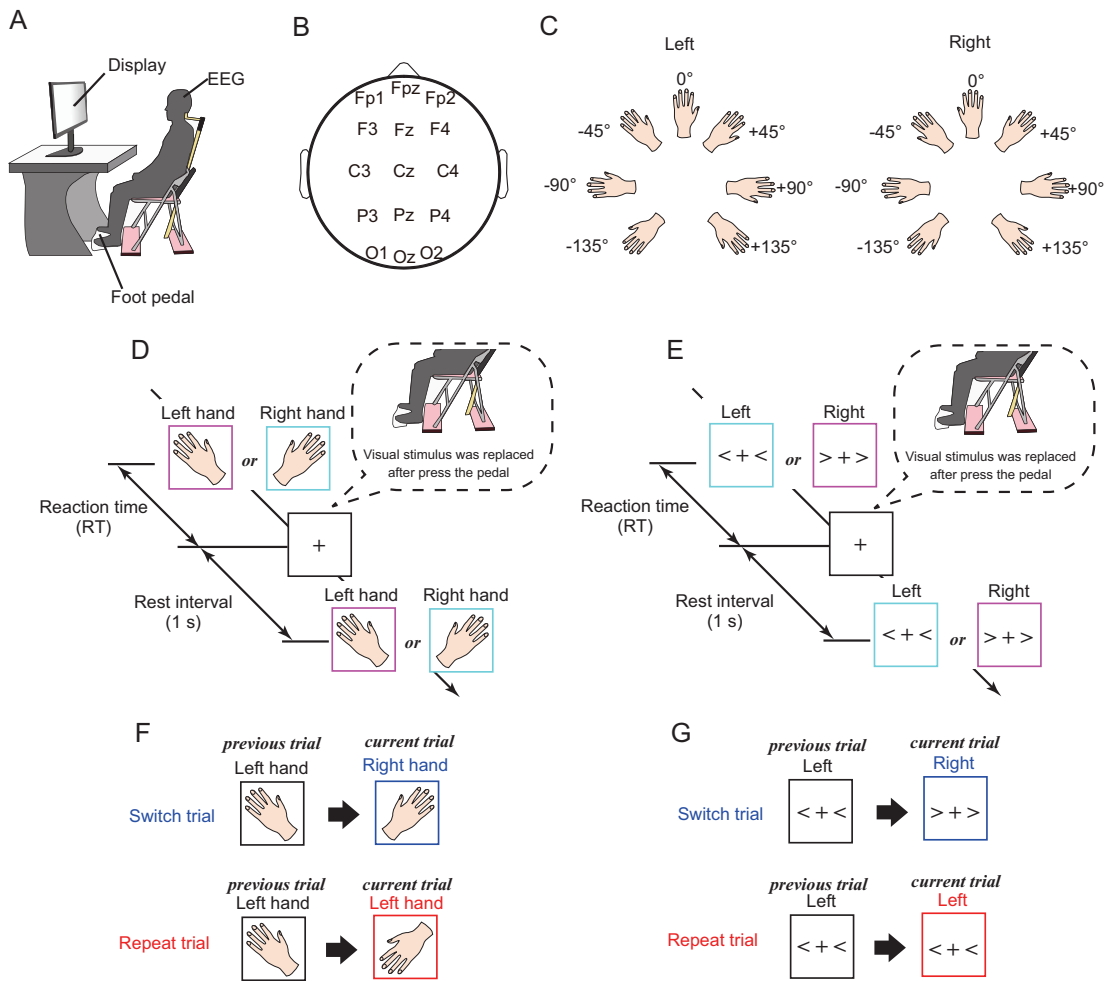 A
Display
EEG
Foot pedal
B
Fpz
Fp1 Fp2
F3 Fz F4
C3 Cz C4
P3 Pz P4
O1 Oz O2
C
Left
0°
-45° +45°
-90° +90°
-135° +135°
Right
0°
-45° +45°
-90° +90°
-135° +135°
D
Left hand or Right hand
Visual stimulus was replaced
after press the pedal
Reaction time
(RT)
+
Rest interval
(1 s)
Left hand or Right hand
E
Left Right
< + < or > + >
Visual stimulus was replaced
after press the pedal
Reaction time
(RT)
+
Rest interval
(1 s)
Left Right
< + < or > + >
F
previous trial current trial
Left hand Right hand
Switch trial
previous trial current trial
Left hand Left hand
Repeat trial
G
previous trial current trial
Left Right
Switch trial < + < > + >
previous trial current trial
Left Left
Repeat trial < + < < + <